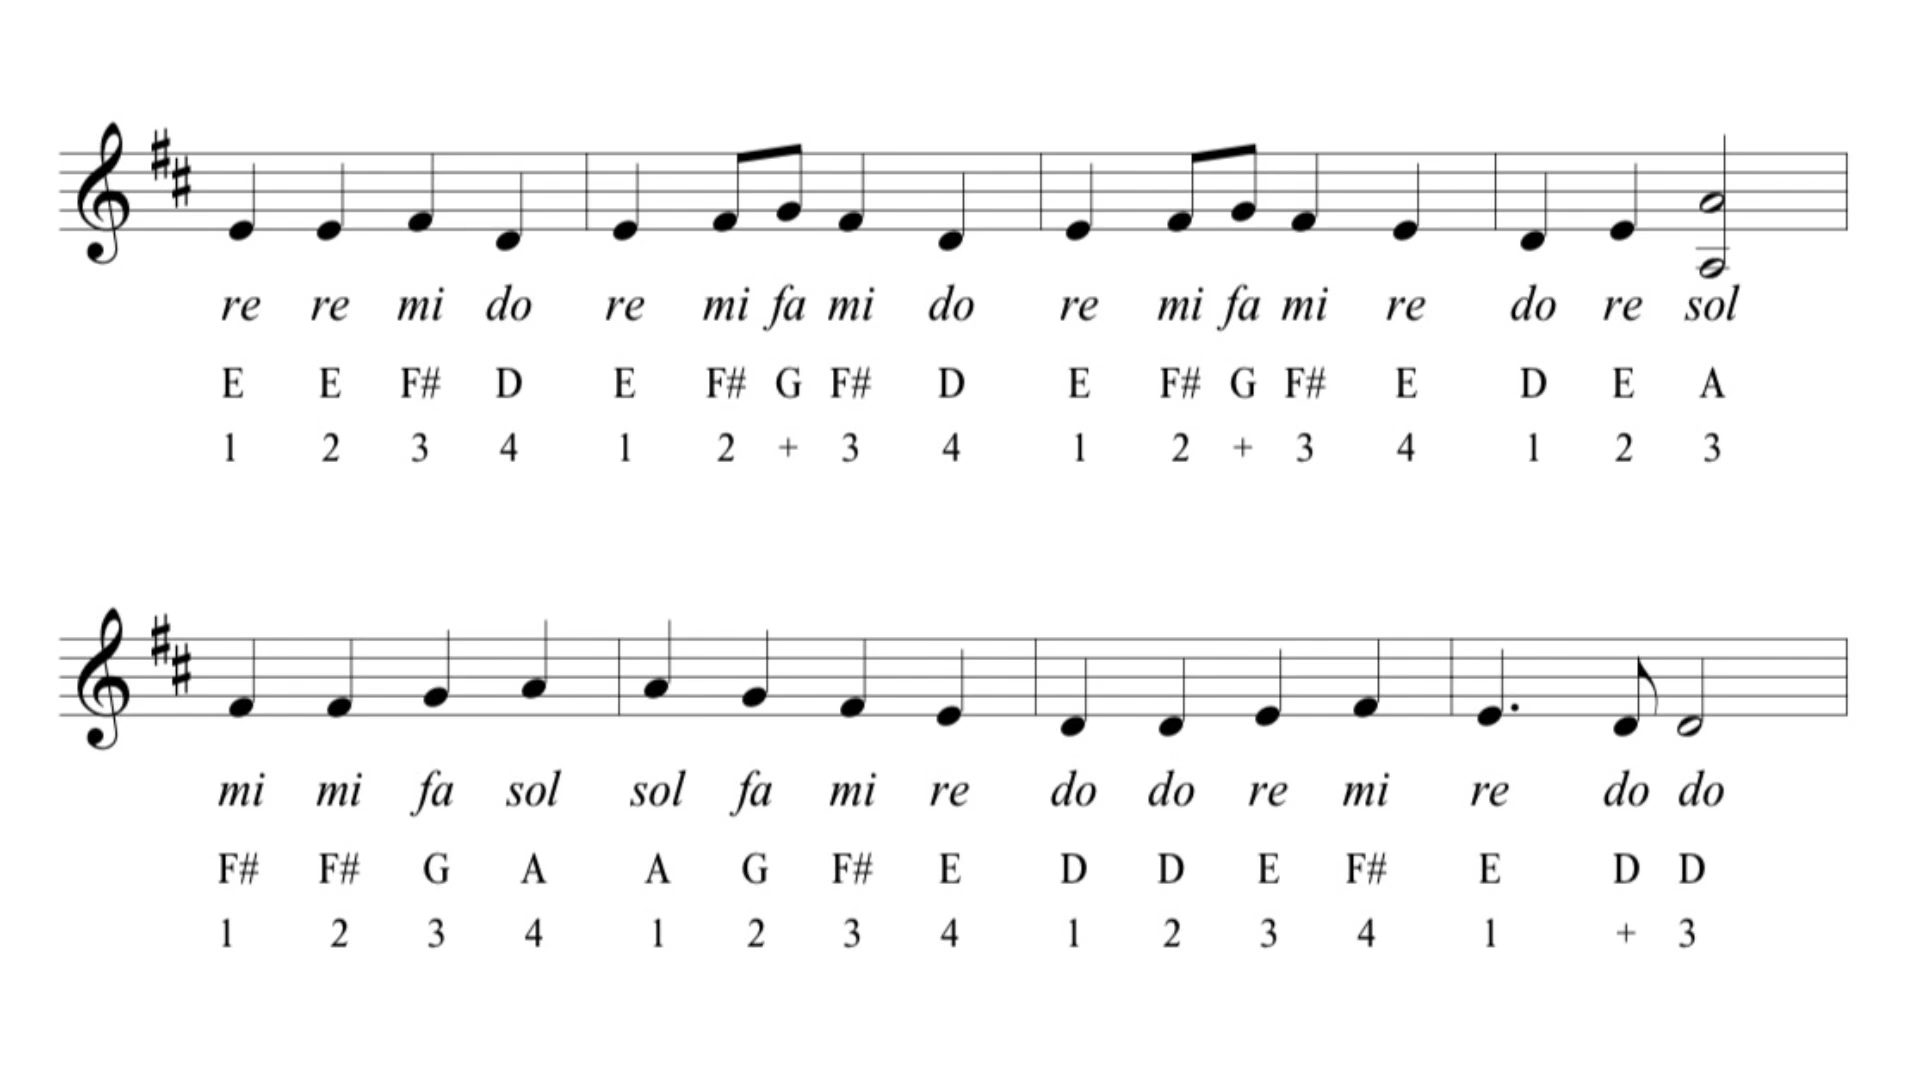 re re mi do re mi fa mi do re mi fa mi re do re sol
E E F# D E F# G F# D E F# G F# E D E A
1 2 3 4 1 2 + 3 4 1 2 + 3 4 1 2 3
mi mi fa sol sol fa mi re do do re mi re do do
F# F# G A A G F# E D D E F# E D D
1 2 3 4 1 2 3 4 1 2 3 4 1 + 3